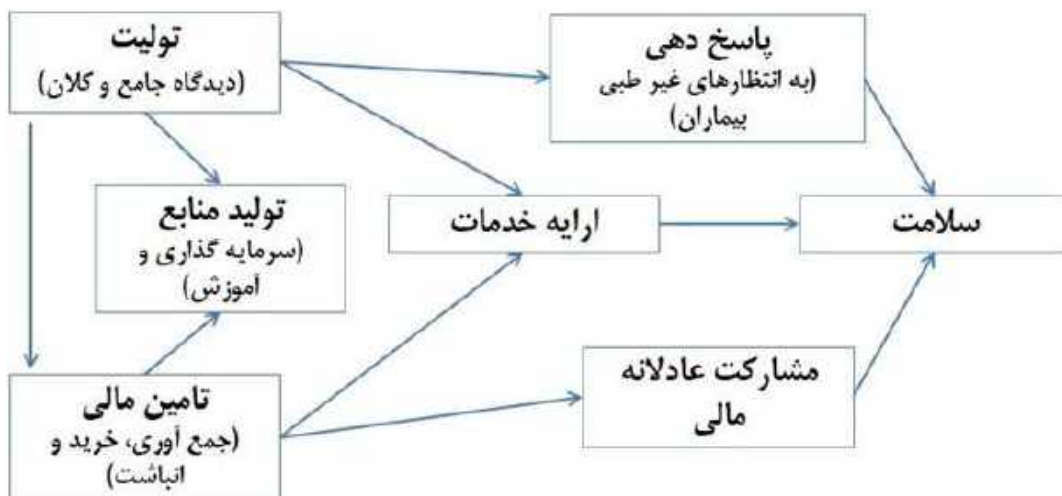 تولیت
(دیدگاه جامع و کلان)
پاسخ دهی
(به انتظارهای غیر طبی
بیماران)
تولید منابع
(سرمایه گذاری و
آموزش)
ارایه خدمات
سلامت
تامین مالی
(جمع آوری، خرید و
انباشت)
مشارکت عادلانه
مالی